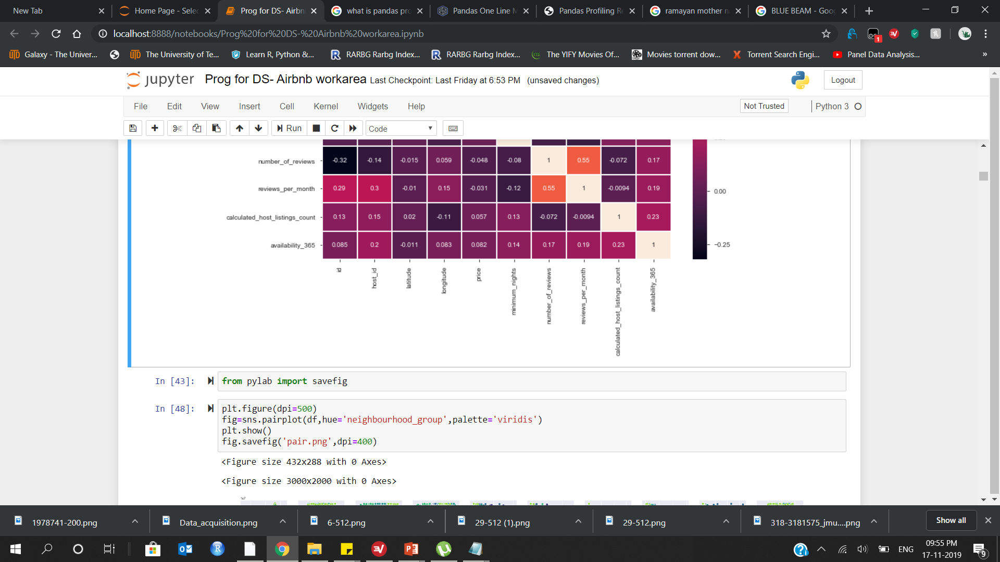 New Tab
Home Page - Selec
Prog for DS- Airbn
what is pandas pro
Pandas One Line M
Pandas Profiling Re
ramayan mother n
BLUE BEAM - Goog
localhost:8888/notebooks/Prog%20for%20DS-%20Airbnb%20workarea.ipynb
1
Galaxy - The Univer...
The University of Te...
Learn R, Python &...
RARBG Rarbg Index...
RARBG Rarbg Index...
The YIFY Movies Of...
Movies torrent dow...
Torrent Search Engi...
Panel Data Analysis...
»
jupyter Prog for DS- Airbnb workarea Last Checkpoint: Last Friday at 6:53 PM (unsaved changes)
Logout
File Edit View Insert Cell Kernel Widgets Help
Not Trusted
Python 3
Run
Code
number_of_reviews -0.32 -0.14 -0.015 0.059 -0.048 -0.08 1 0.55 -0.072 0.17
reviews_per_month 0.29 0.3 -0.01 0.15 -0.031 -0.12 0.55 1 -0.0094 0.19
0.00
calculated_host_listings_count 0.13 0.15 0.02 -0.11 0.057 0.13 -0.072 -0.0094 1 0.23
availability_365 0.085 0.2 -0.011 0.083 0.082 0.14 0.17 0.19 0.23 1
-0.25
id
host_id
latitude
longitude
price
minimum_nights
number_of_reviews
reviews_per_month
calculated_host_listings_count
availability_365
In [43]: from pylab import savefig
In [48]: plt.figure(dpi=500)
fig=sns.pairplot(df,hue='neighbourhood_group',palette='viridis')
plt.show()
fig.savefig('pair.png',dpi=400)
<Figure size 432x288 with 0 Axes>
<Figure size 3000x2000 with 0 Axes>
1e7
1978741-200.png
Data_acquisition.png
6-512.png
29-512 (1).png
29-512.png
318-3181575_jmu....png
Show all
ENG
09:55 PM
17-11-2019
9